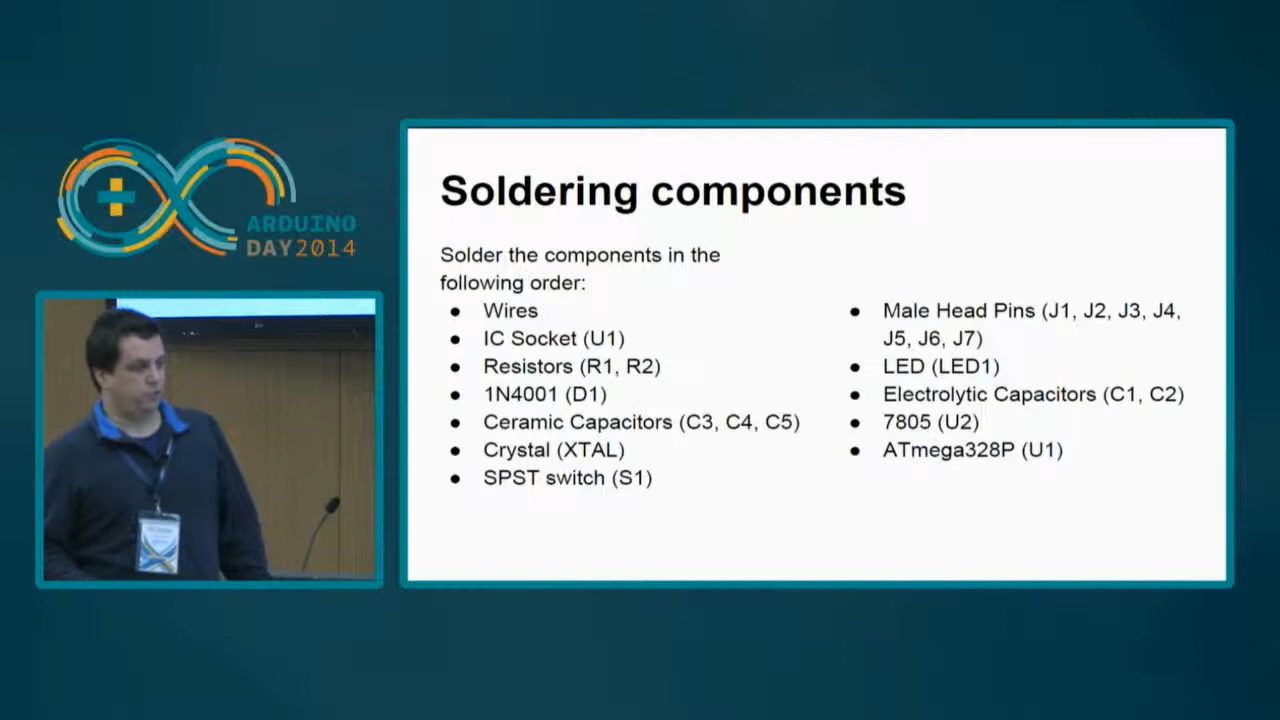 ARDUINO
DAY2014
Soldering components
Solder the components in the
following order:
● Wires
● IC Socket (U1)
● Resistors (R1, R2)
● 1N4001 (D1)
● Ceramic Capacitors (C3, C4, C5)
● Crystal (XTAL)
● SPST switch (S1)
● Male Head Pins (J1, J2, J3, J4,
J5, J6, J7)
● LED (LED1)
● Electrolytic Capacitors (C1, C2)
● 7805 (U2)
● ATmega328P (U1)